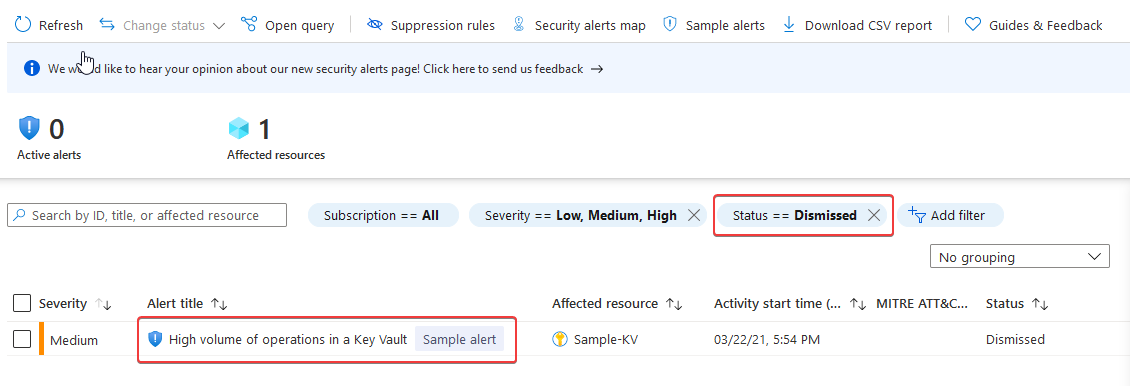 Refresh Change status Open query Suppression rules Security alerts map Sample alerts Download CSV report Guides & Feedback
We would like to hear your opinion about our new security alerts page! Click here to send us feedback →
0 1
Active alerts Affected resources
Search by ID, title, or affected resource Subscription == All Severity == Low, Medium, High Status == Dismissed Add filter
No grouping
Severity Alert title Affected resource Activity start time (... MITRE ATT&C... Status
Medium High volume of operations in a Key Vault Sample alert Sample-KV 03/22/21, 5:54 PM Dismissed